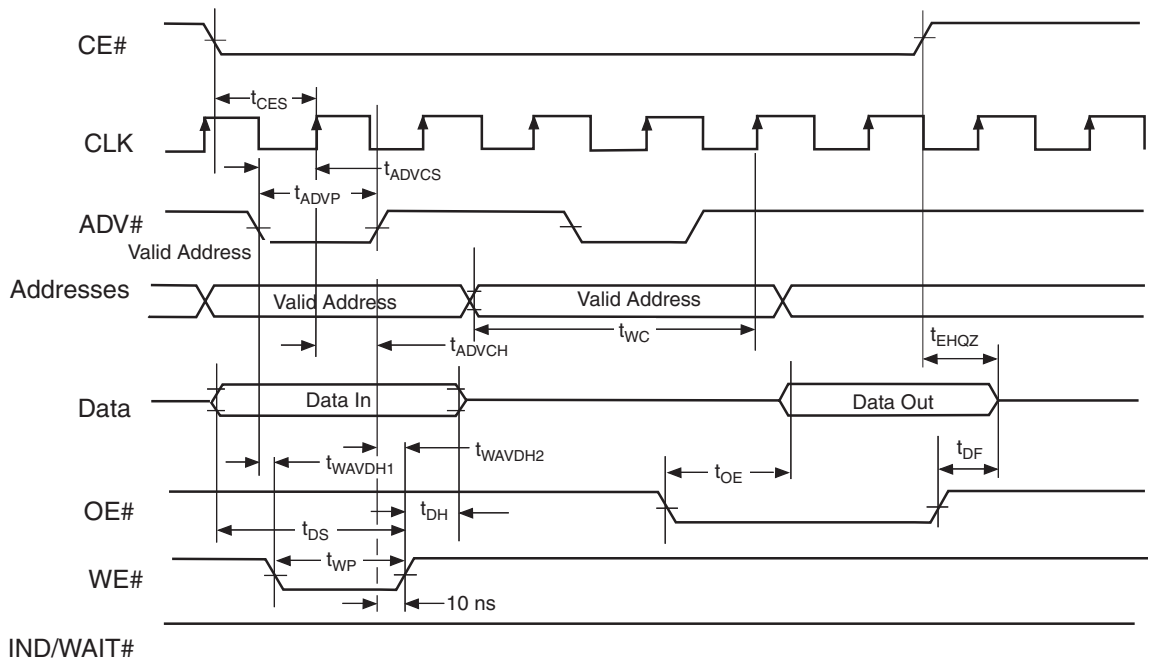 CE#
tCES
CLK
tADVCS
tADVP
ADV#
Valid Address
Addresses
Valid Address
Valid Address
tWC
tEHQZ
tADVCH
Data
Data In
Data Out
tWAVDH1
tWAVDH2
tOE
tDF
OE#
tDH
tDS
tWP
WE#
10 ns
IND/WAIT#